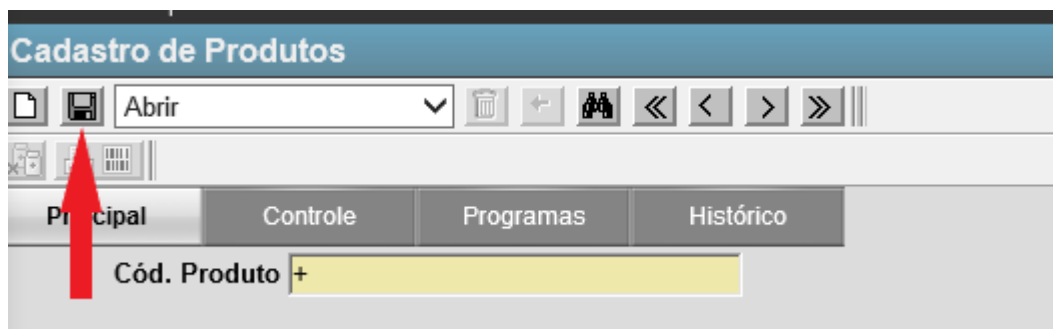 Cadastro de Produtos
Abrir
Principal Controle Programas Histórico
Cód. Produto +